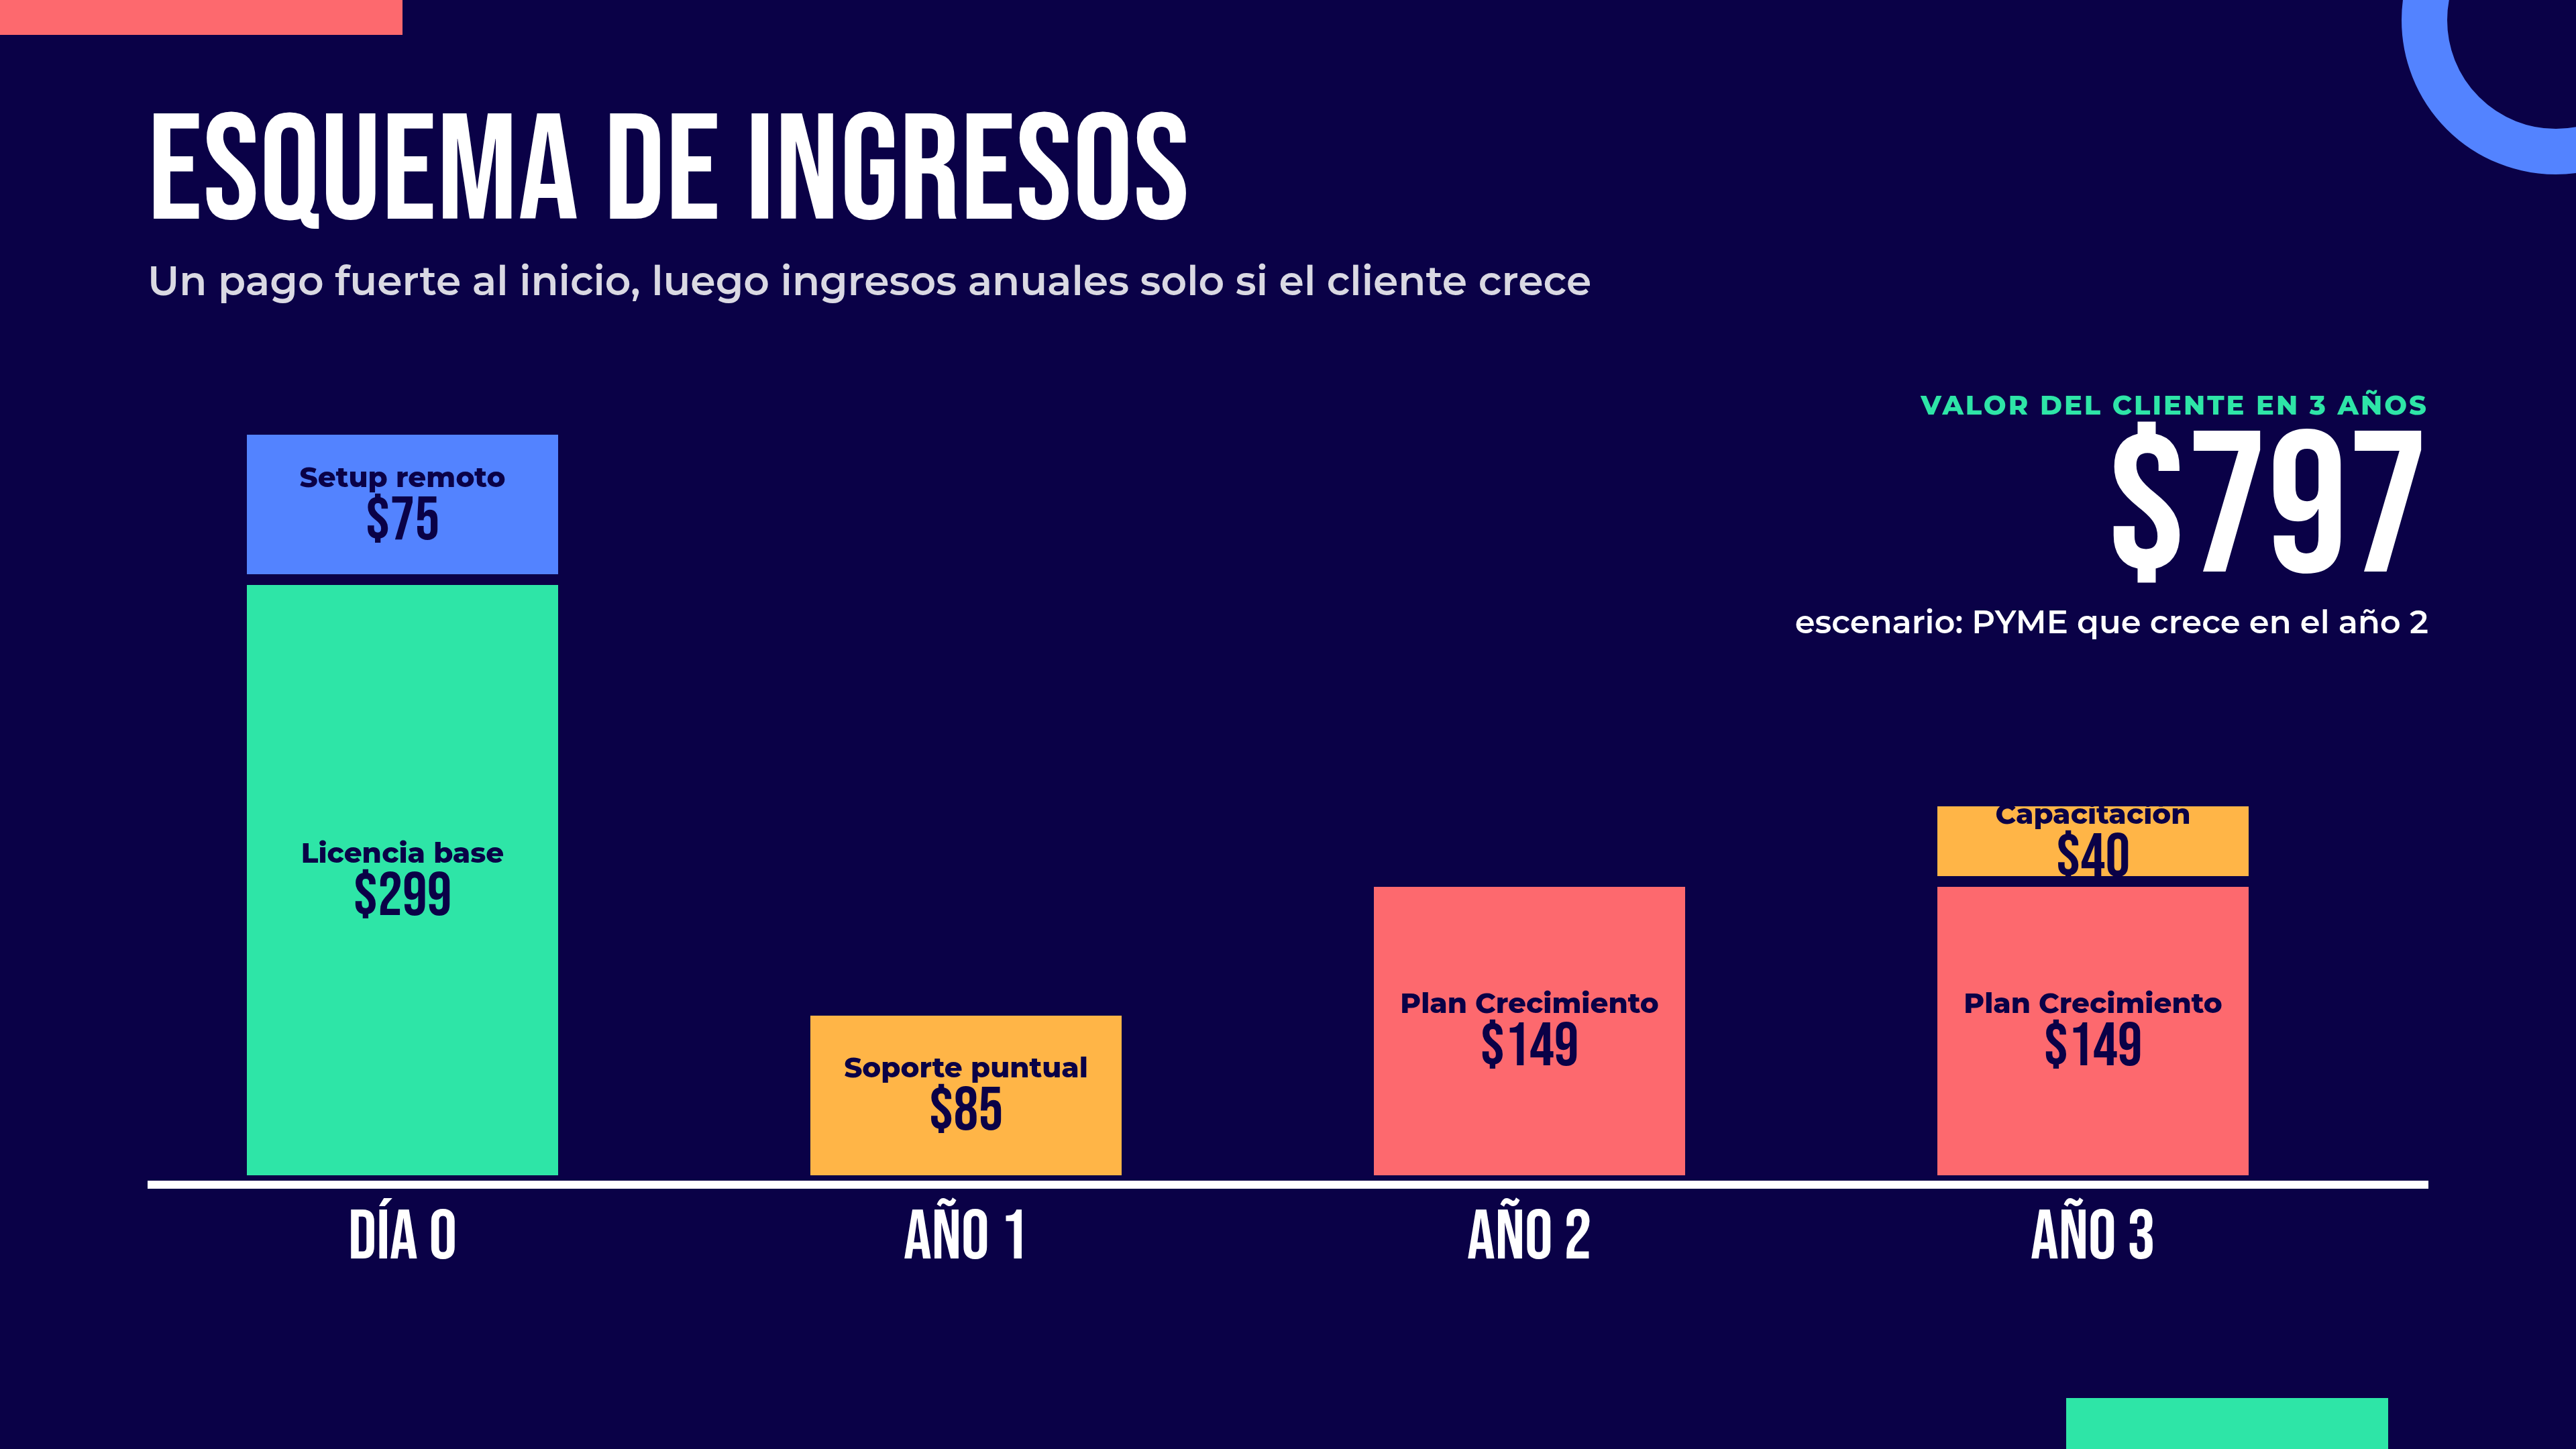 ESQUEMA DE INGRESOS
Un pago fuerte al inicio, luego ingresos anuales solo si el cliente crece
VALOR DEL CLIENTE EN 3 AÑOS
$797
escenario: PYME que crece en el año 2
Setup remoto
$75
Licencia base
$299
Soporte puntual
$85
Plan Crecimiento
$149
Capacitación
$40
Plan Crecimiento
$149
DÍA 0
AÑO 1
AÑO 2
AÑO 3